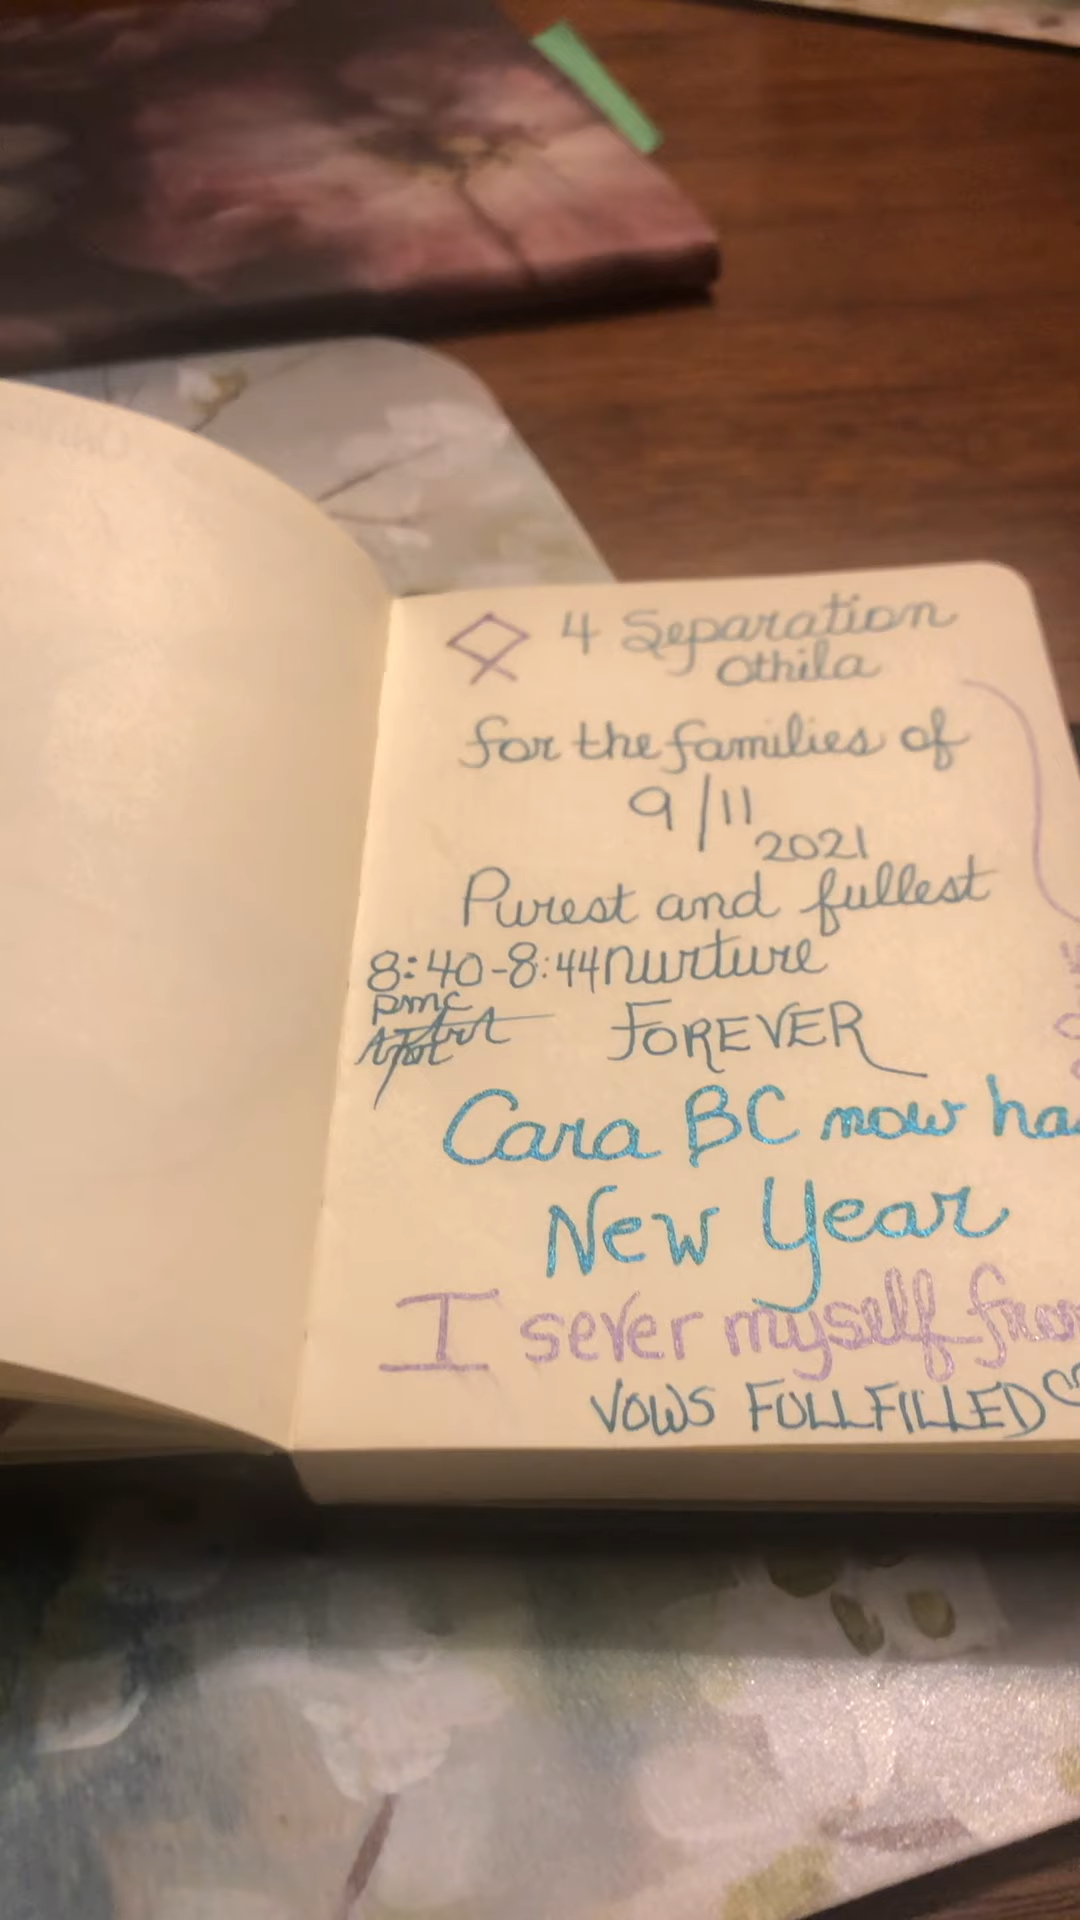 4 Separation
Othila
for the families of
9/11
2021
Purest and fullest
8:40-8:44 nurture
pmc
FOREVER
Cara BC now has
New Year
I sever myself from
VOWS FULLFILLED